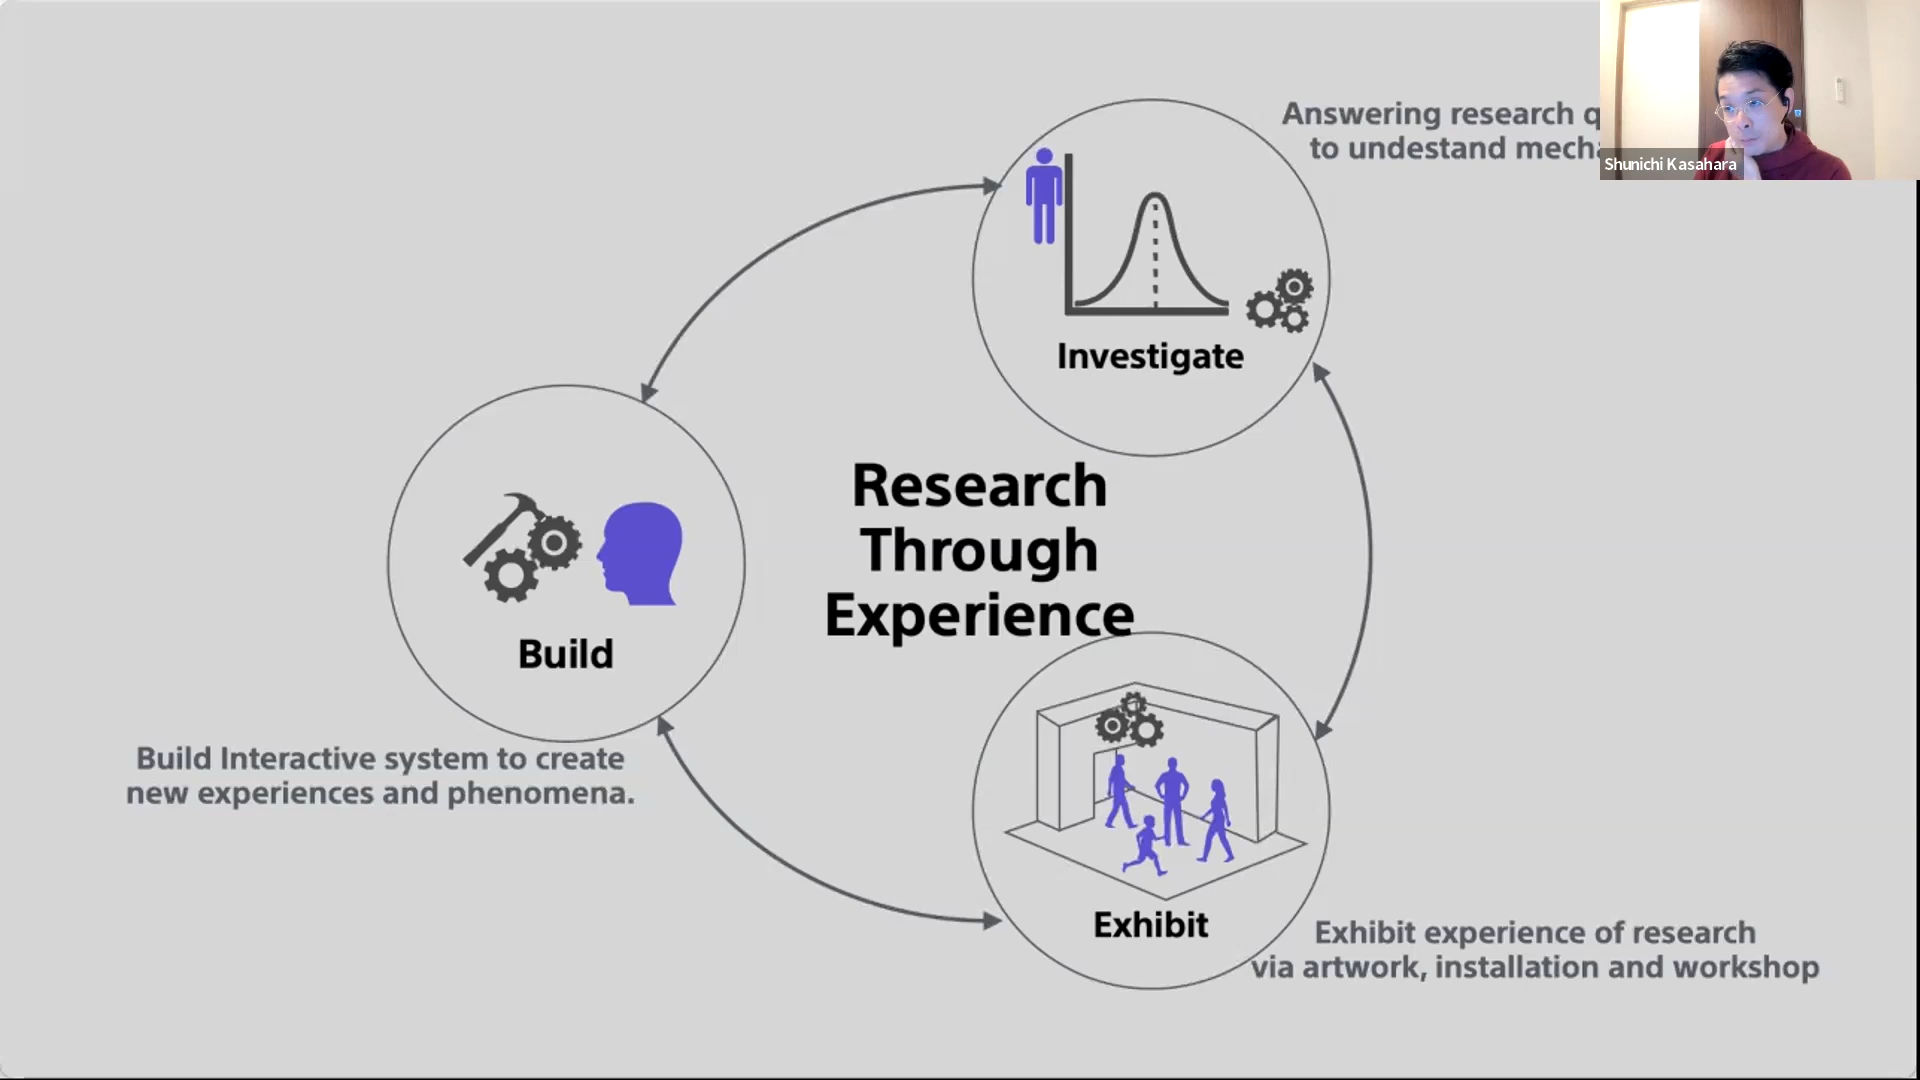 Answering research
to undestand
Shunichi Kasahara
Investigate
Research
Through
Experience
Build
Build Interactive system to create
new experiences and phenomena.
Exhibit
Exhibit experience of research
via artwork, installation and workshop